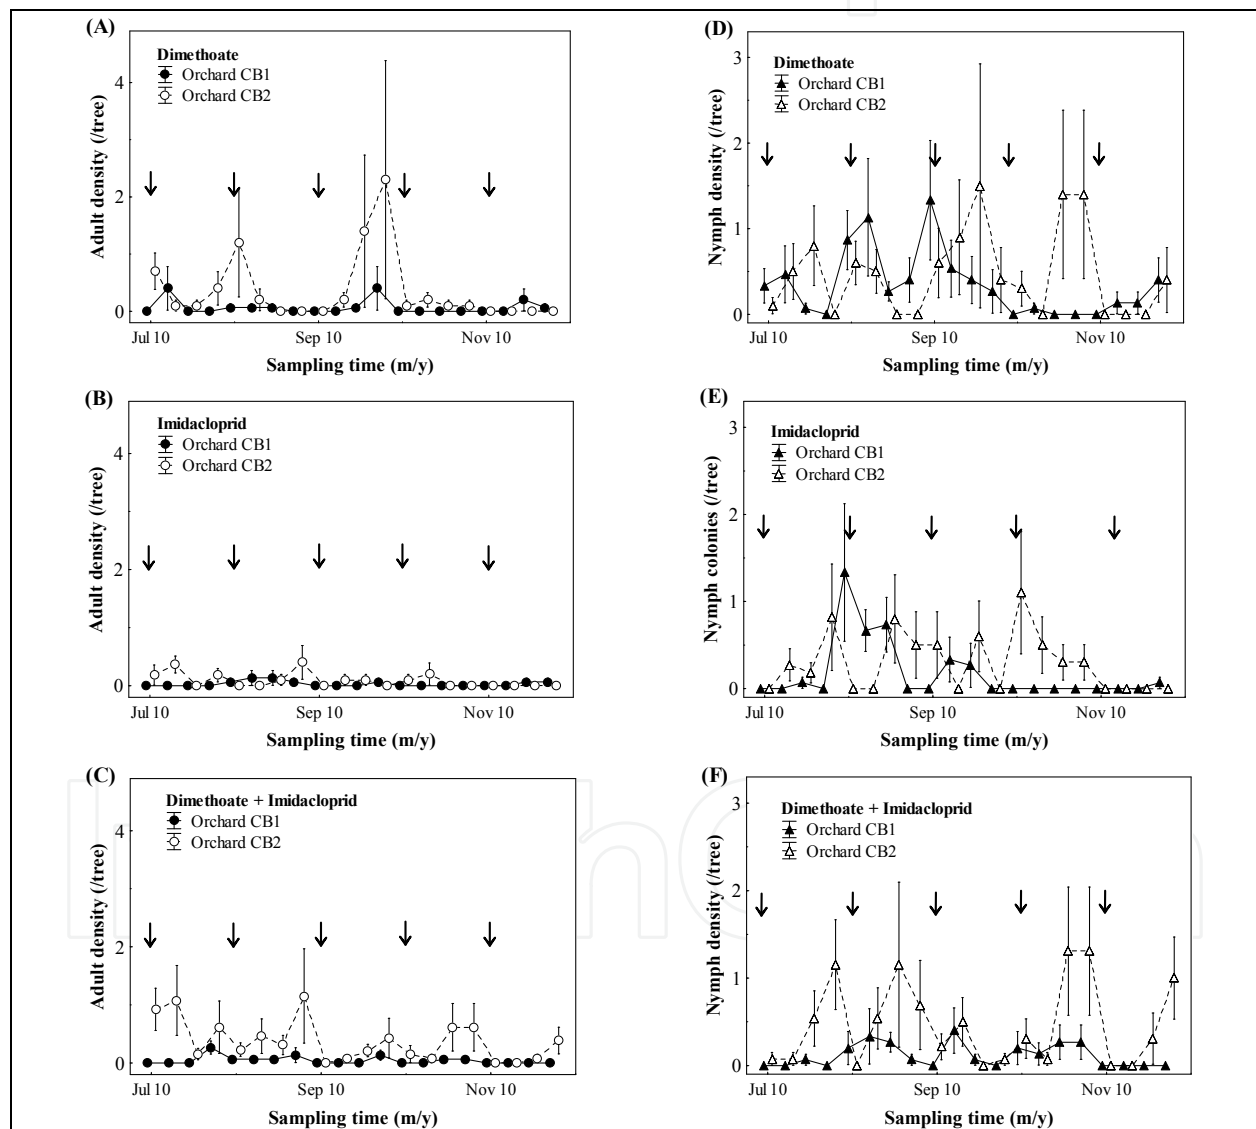 (A)
Dimethoate
Orchard CB1
Orchard CB2
4
2
0
Adult density (/tree)
Jul 10
Sep 10
Nov 10
Sampling time (m/y)
(D)
Dimethoate
Orchard CB1
Orchard CB2
3
2
1
0
Nymph density (/tree)
Jul 10
Sep 10
Nov 10
Sampling time (m/y)
(B)
Imidacloprid
Orchard CB1
Orchard CB2
4
2
0
Adult density (/tree)
Jul 10
Sep 10
Nov 10
Sampling time (m/y)
(E)
Imidacloprid
Orchard CB1
Orchard CB2
3
2
1
0
Nymph colonies (/tree)
Jul 10
Sep 10
Nov 10
Sampling time (m/y)
(C)
Dimethoate + Imidacloprid
Orchard CB1
Orchard CB2
4
2
0
Adult density (/tree)
Jul 10
Sep 10
Nov 10
Sampling time (m/y)
(F)
Dimethoate + Imidacloprid
Orchard CB1
Orchard CB2
3
2
1
0
Nymph density (/tree)
Jul 10
Sep 10
Nov 10
Sampling time (m/y)